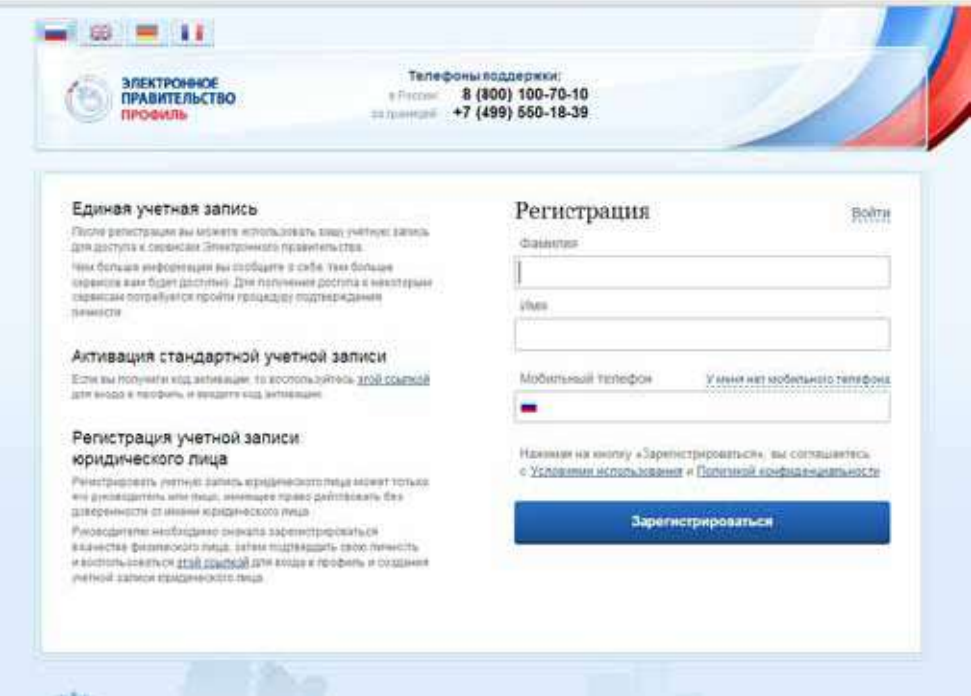 ЭЛЕКТРОННОЕ
ПРАВИТЕЛЬСТВО
ПРОФИЛЬ
Телефоны поддержки:
в России 8 (800) 100-70-10
за границей +7 (499) 550-18-39
Единая учетная запись
После регистрации вы можете использовать вашу учётную запись
для доступа к сервисам Электронного правительства.
Чем больше информации вы сообщите о себе, тем больше
сервисов вам будет доступно. Для получения доступа к некоторым
сервисам потребуется пройти процедуру подтверждения
личности
Активация стандартной учетной записи
Если вы получили код активации, то воспользуйтесь этой ссылкой
для входа в профиль и введите код активации
Регистрация учетной записи
юридического лица
Регистрировать учетную запись юридического лица может только
его руководитель или лицо, имеющее право действовать без
доверенности от имени юридического лица
Руководителю необходимо сначала зарегистрироваться
в качестве физического лица, затем подтвердить свою личность
и воспользоваться этой ссылкой для входа в профиль и создания
учетной записи юридического лица.
Регистрация
Войти
Фамилия
Имя
Мобильный телефон
У меня нет мобильного телефона
Нажимая на кнопку «Зарегистрироваться», вы соглашаетесь
с Условиями использования и Политикой конфиденциальности
Зарегистрироваться